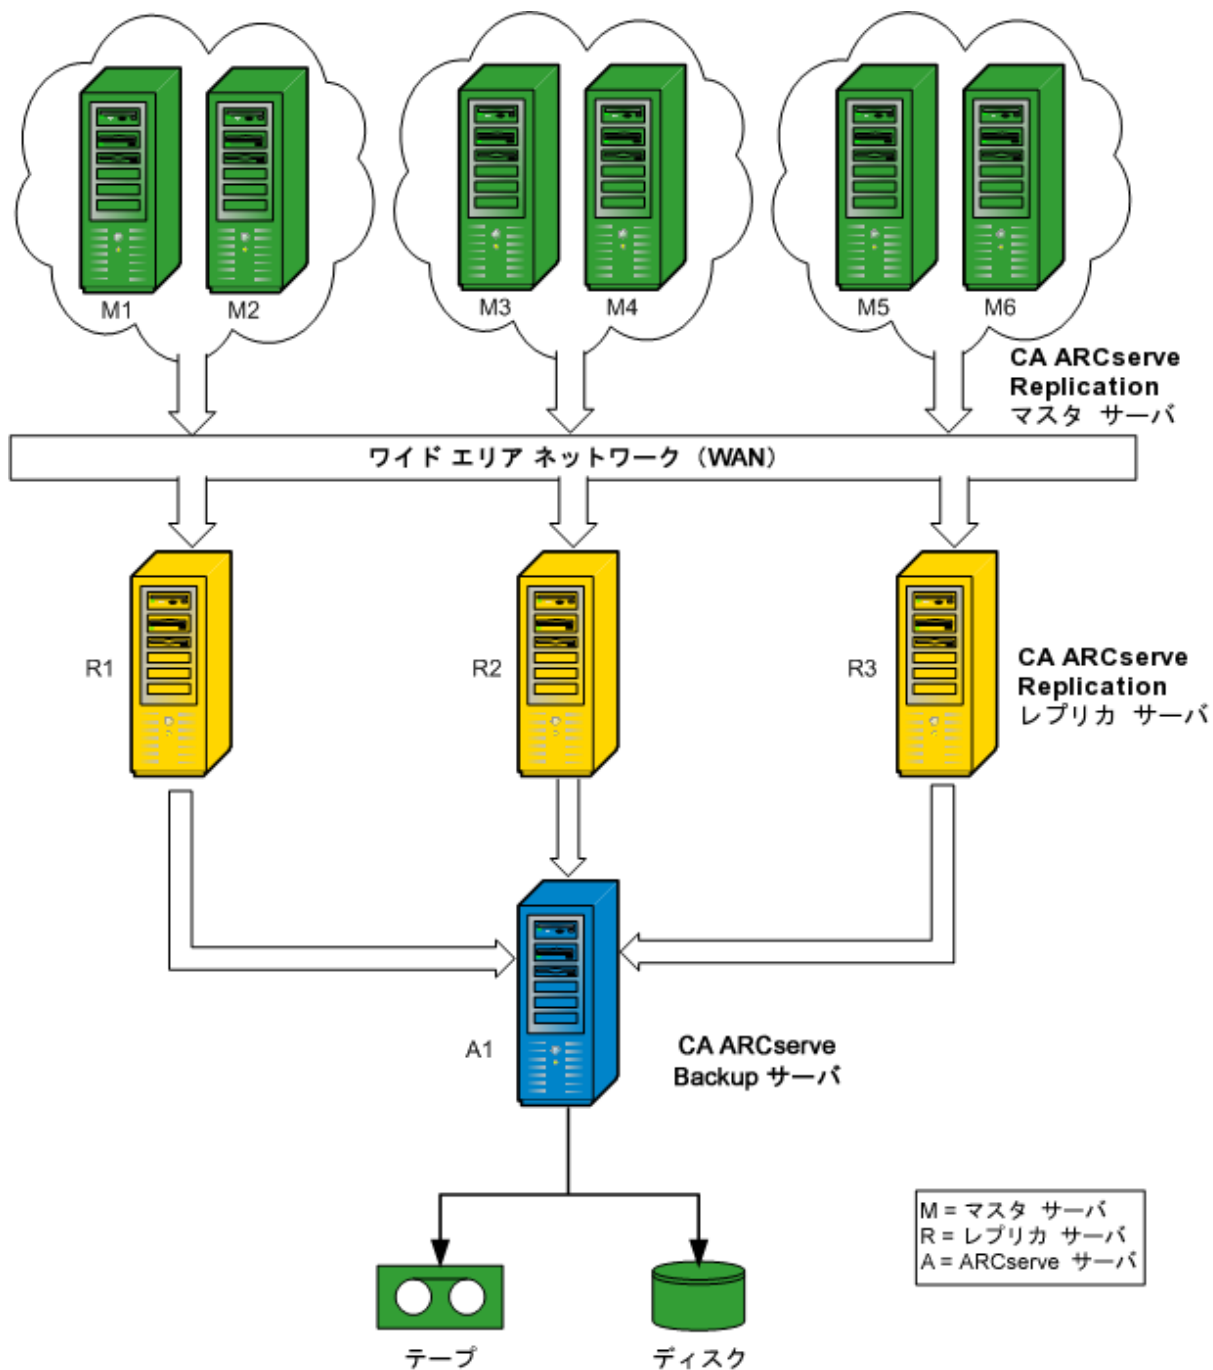 M1
M2
M3
M4
M5
M6
CA ARCserve
Replication
マスタ サーバ
ワイド エリア ネットワーク (WAN)
R1
R2
R3
CA ARCserve
Replication
レプリカ サーバ
A1
CA ARCserve
Backup サーバ
M = マスタ サーバ
R = レプリカ サーバ
A = ARCserve サーバ
テープ
ディスク